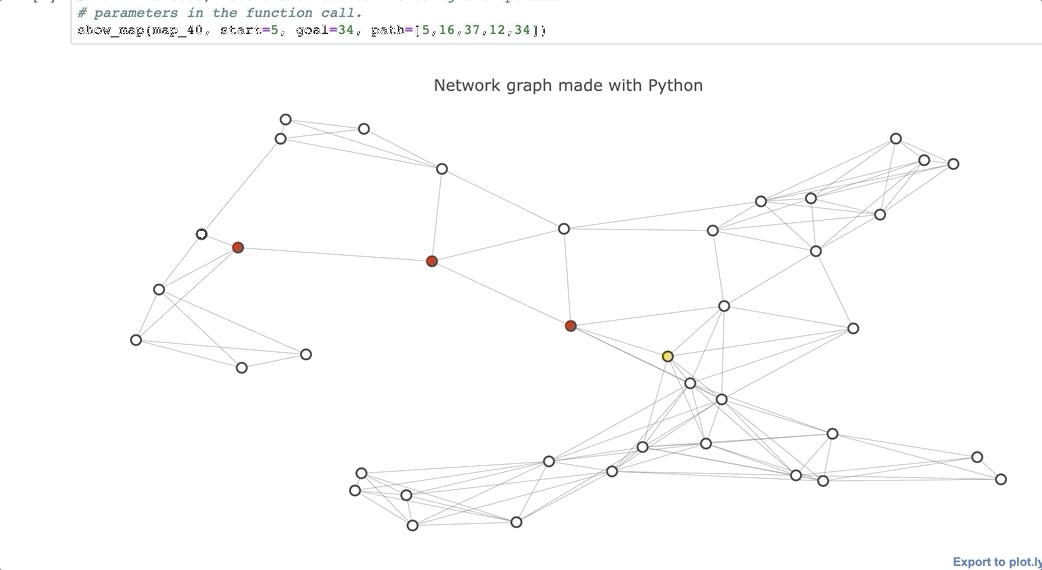 # parameters in the function call.
show_map(map_40, start=5, goal=34, path=[5,16,37,12,34])
Network graph made with Python
Export to plot.ly